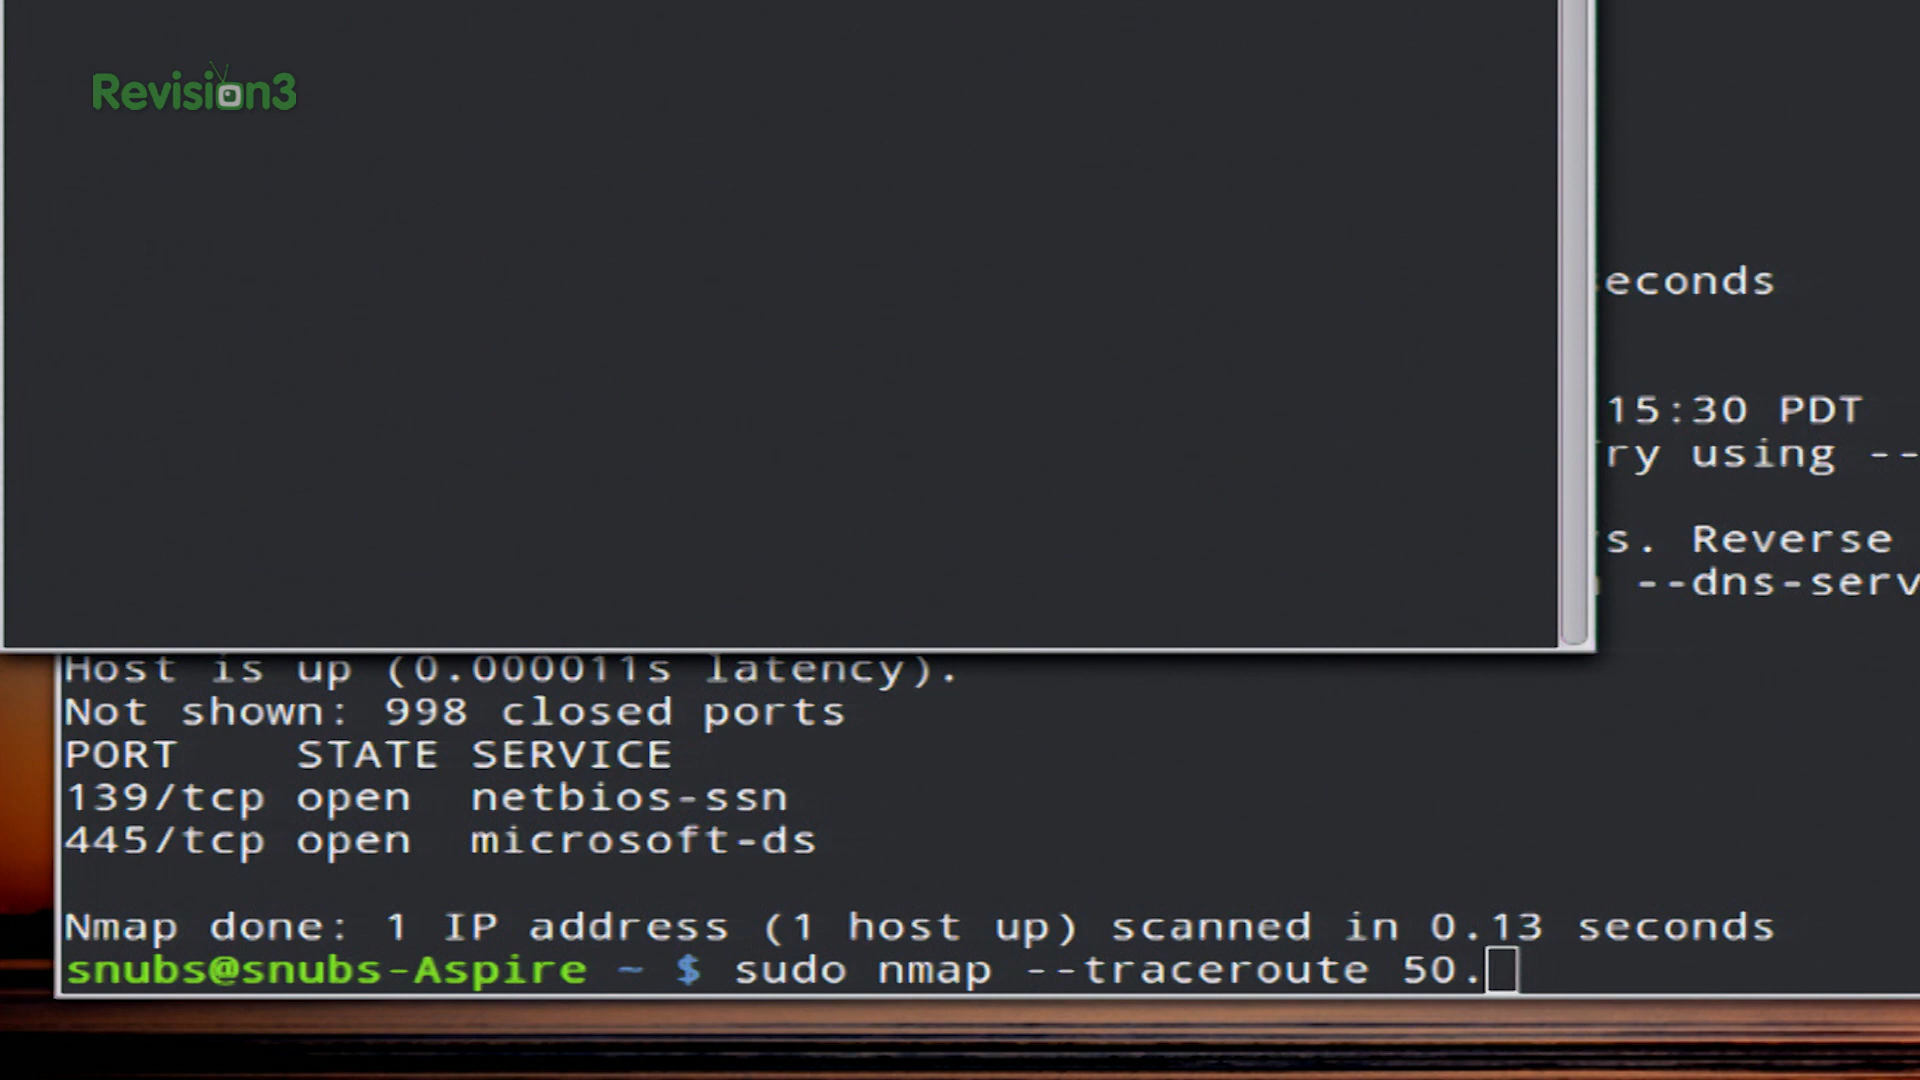 Revision3
econds
15:30 PDT
ry using --
s. Reverse
--dns-serv
Host is up (0.000011s latency).
Not shown: 998 closed ports
PORT    STATE SERVICE
139/tcp open  netbios-ssn
445/tcp open  microsoft-ds
Nmap done: 1 IP address (1 host up) scanned in 0.13 seconds
snubs@snubs-Aspire ~ $ sudo nmap --traceroute 50.